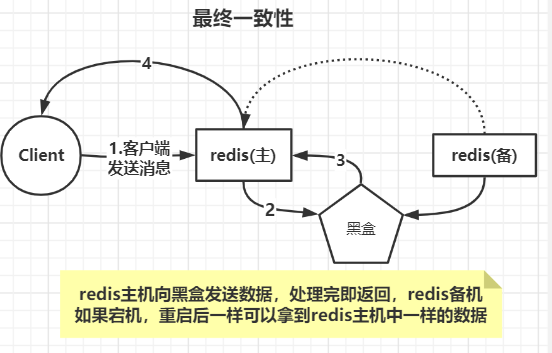 最终一致性
4
Client
1.客户端
发送消息
redis(主)
3
redis(备)
2
黑盒
redis主机向黑盒发送数据，处理完即返回，redis备机
如果宕机，重启后一样可以拿到redis主机中一样的数据